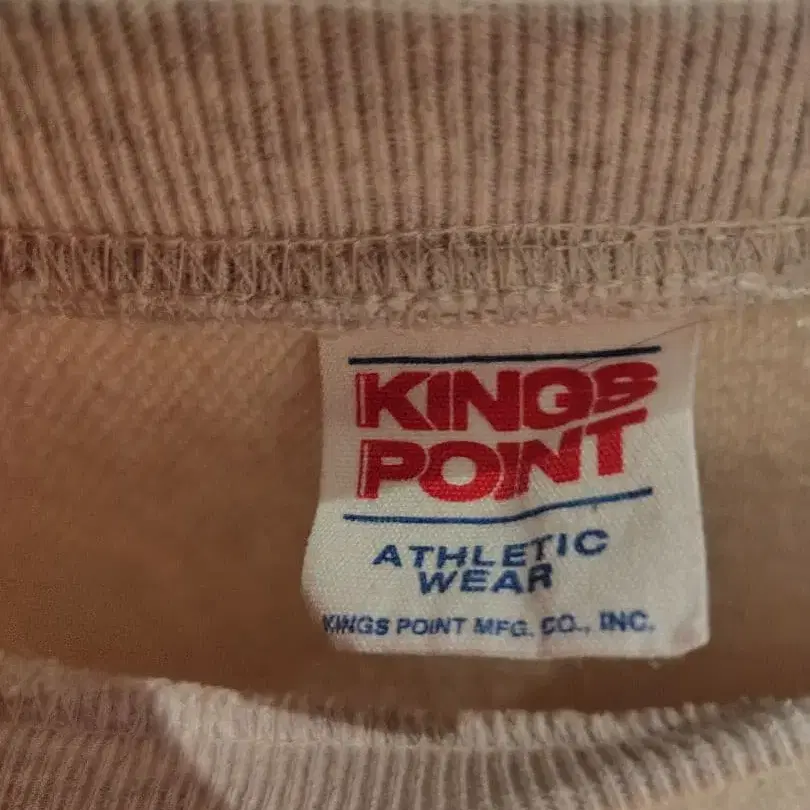 KINGS
POINT
ATHLETIC
WEAR
KINGS POINT MFG. CO., INC.